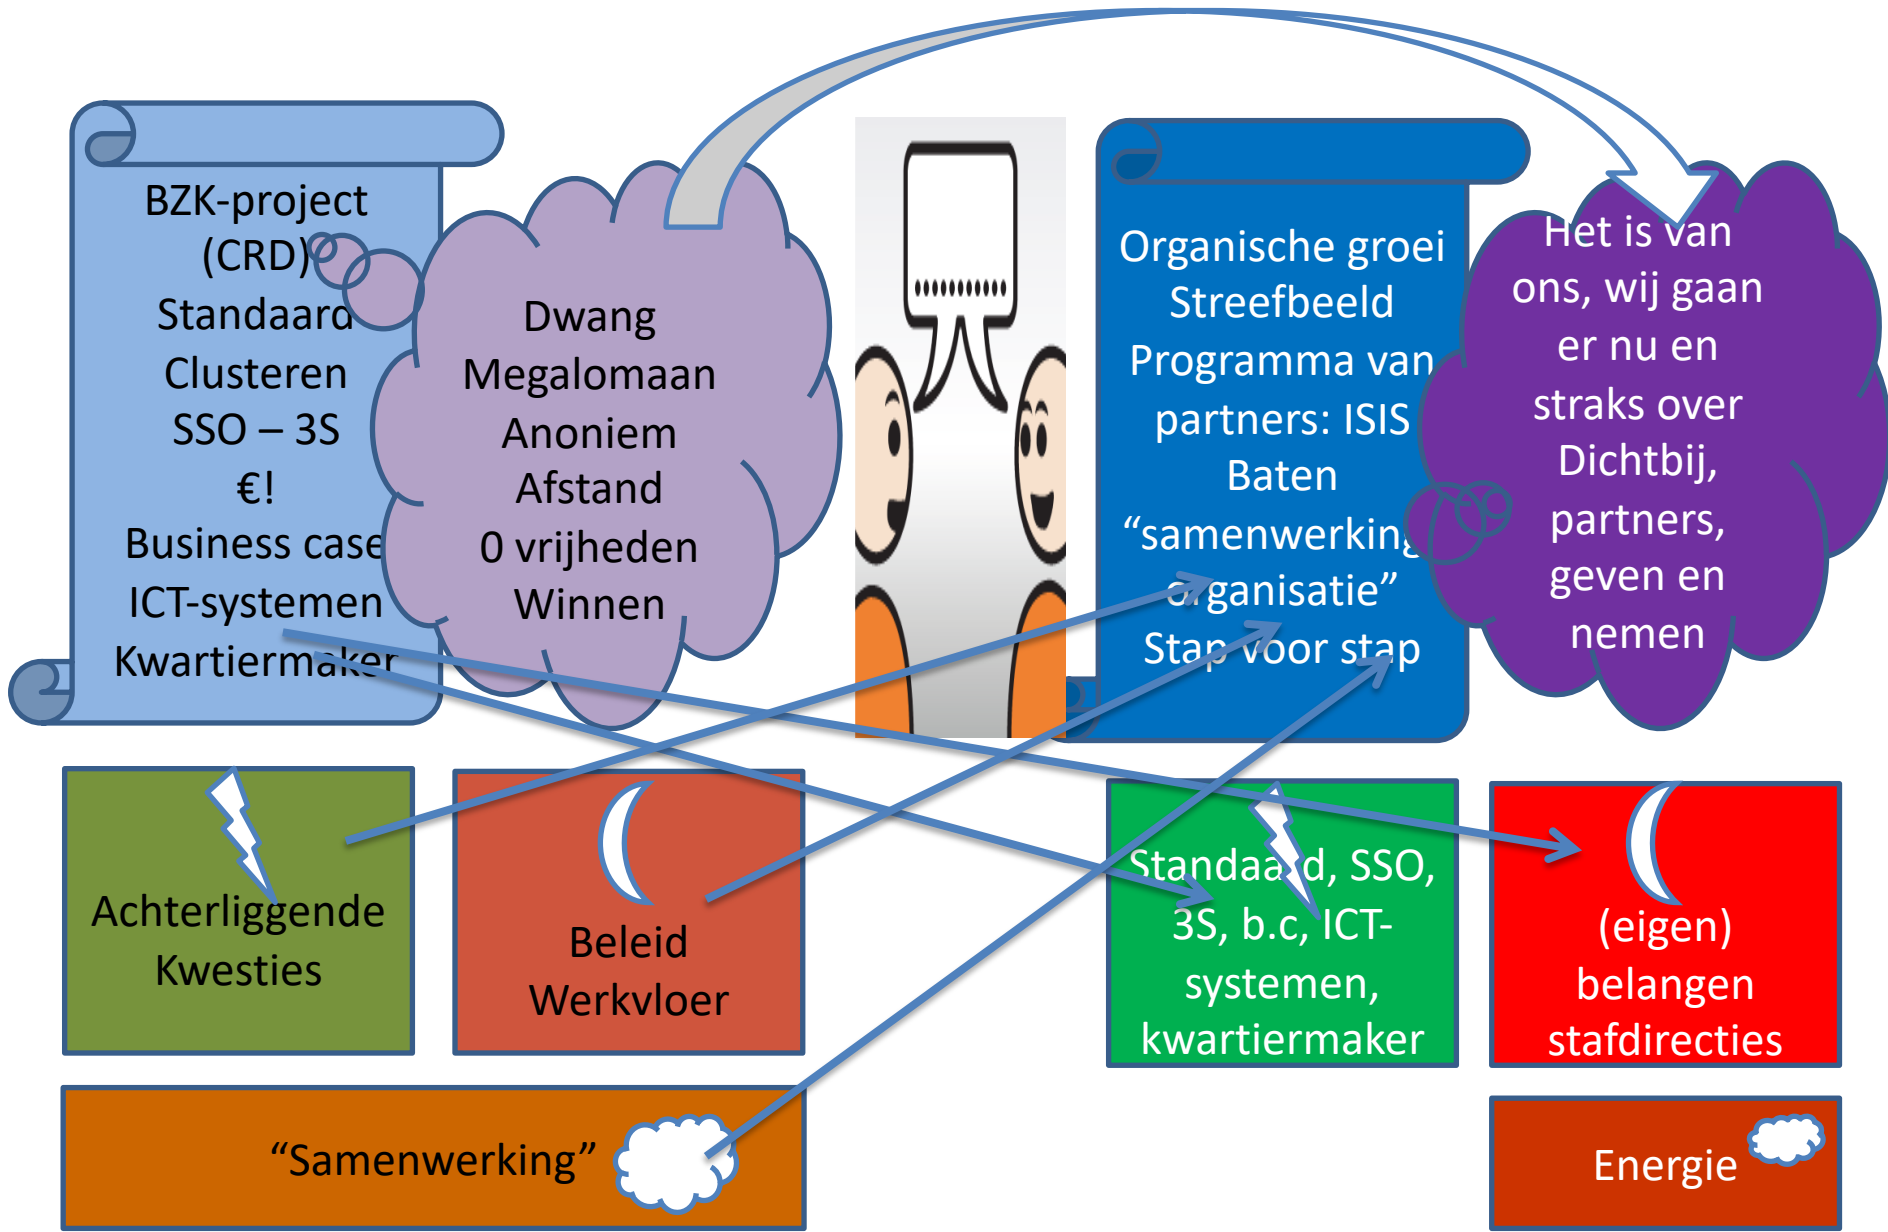 BZK-project
(CRD)
Standaard
Clusteren
SSO – 3S
€!
Business case
ICT-systemen
Kwartiermaker
Dwang
Megalomaan
Anoniem
Afstand
0 vrijheden
Winnen
Organische groei
Streefbeeld
Programma van
partners: ISIS
Baten
“samenwerking
organisatie”
Stap voor stap
Het is van
ons, wij gaan
er nu en
straks over
Dichtbij,
partners,
geven en
nemen
Achterliggende
Kwesties
Beleid
Werkvloer
Standaard, SSO,
3S, b.c, ICT-
systemen,
kwartiermaker
(eigen)
belangen
stafdirecties
“Samenwerking”
Energie